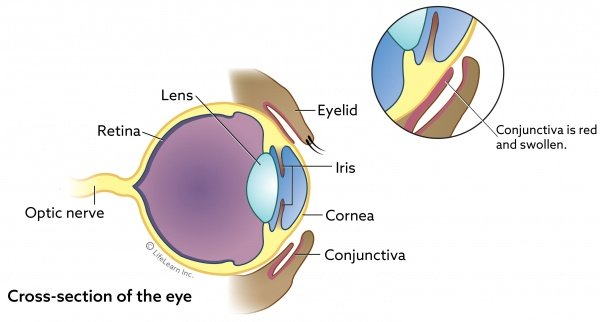 Lens
Eyelid
Retina
Conjunctiva is red
and swollen.
Iris
Optic nerve
Cornea
Conjunctiva
© LifeLearn Inc.
Cross-section of the eye